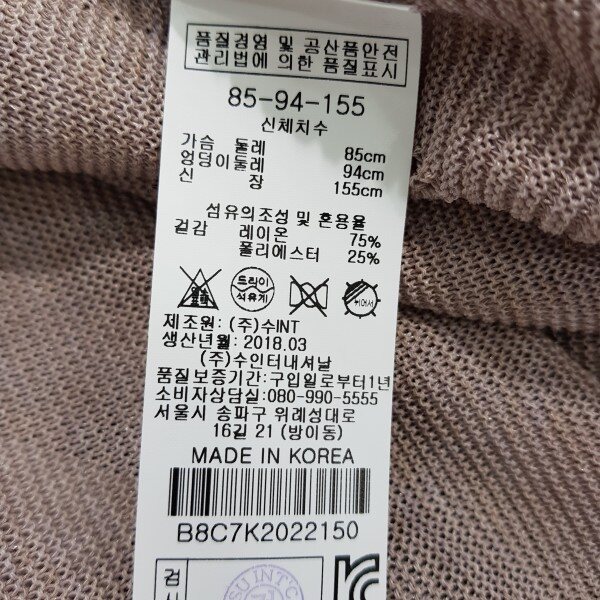 품질경영 및 공산품안전
관리법에 의한 품질표시
85-94-155
신체치수
가슴 둘레 85cm
엉덩이둘레 94cm
신 장 155cm
섬유의조성 및 혼용율
겉감 레이온 75%
폴리에스터 25%
드라이
석유계
뉘어서
제조원: (주)수INT
생산년월: 2018.03
(주)수인터내셔날
품질보증기간:구입일로부터1년
소비자상담실:080-990-5555
서울시 송파구 위례성대로
16길 21 (방이동)
MADE IN KOREA
B8C7K2022150
검
SU INTC